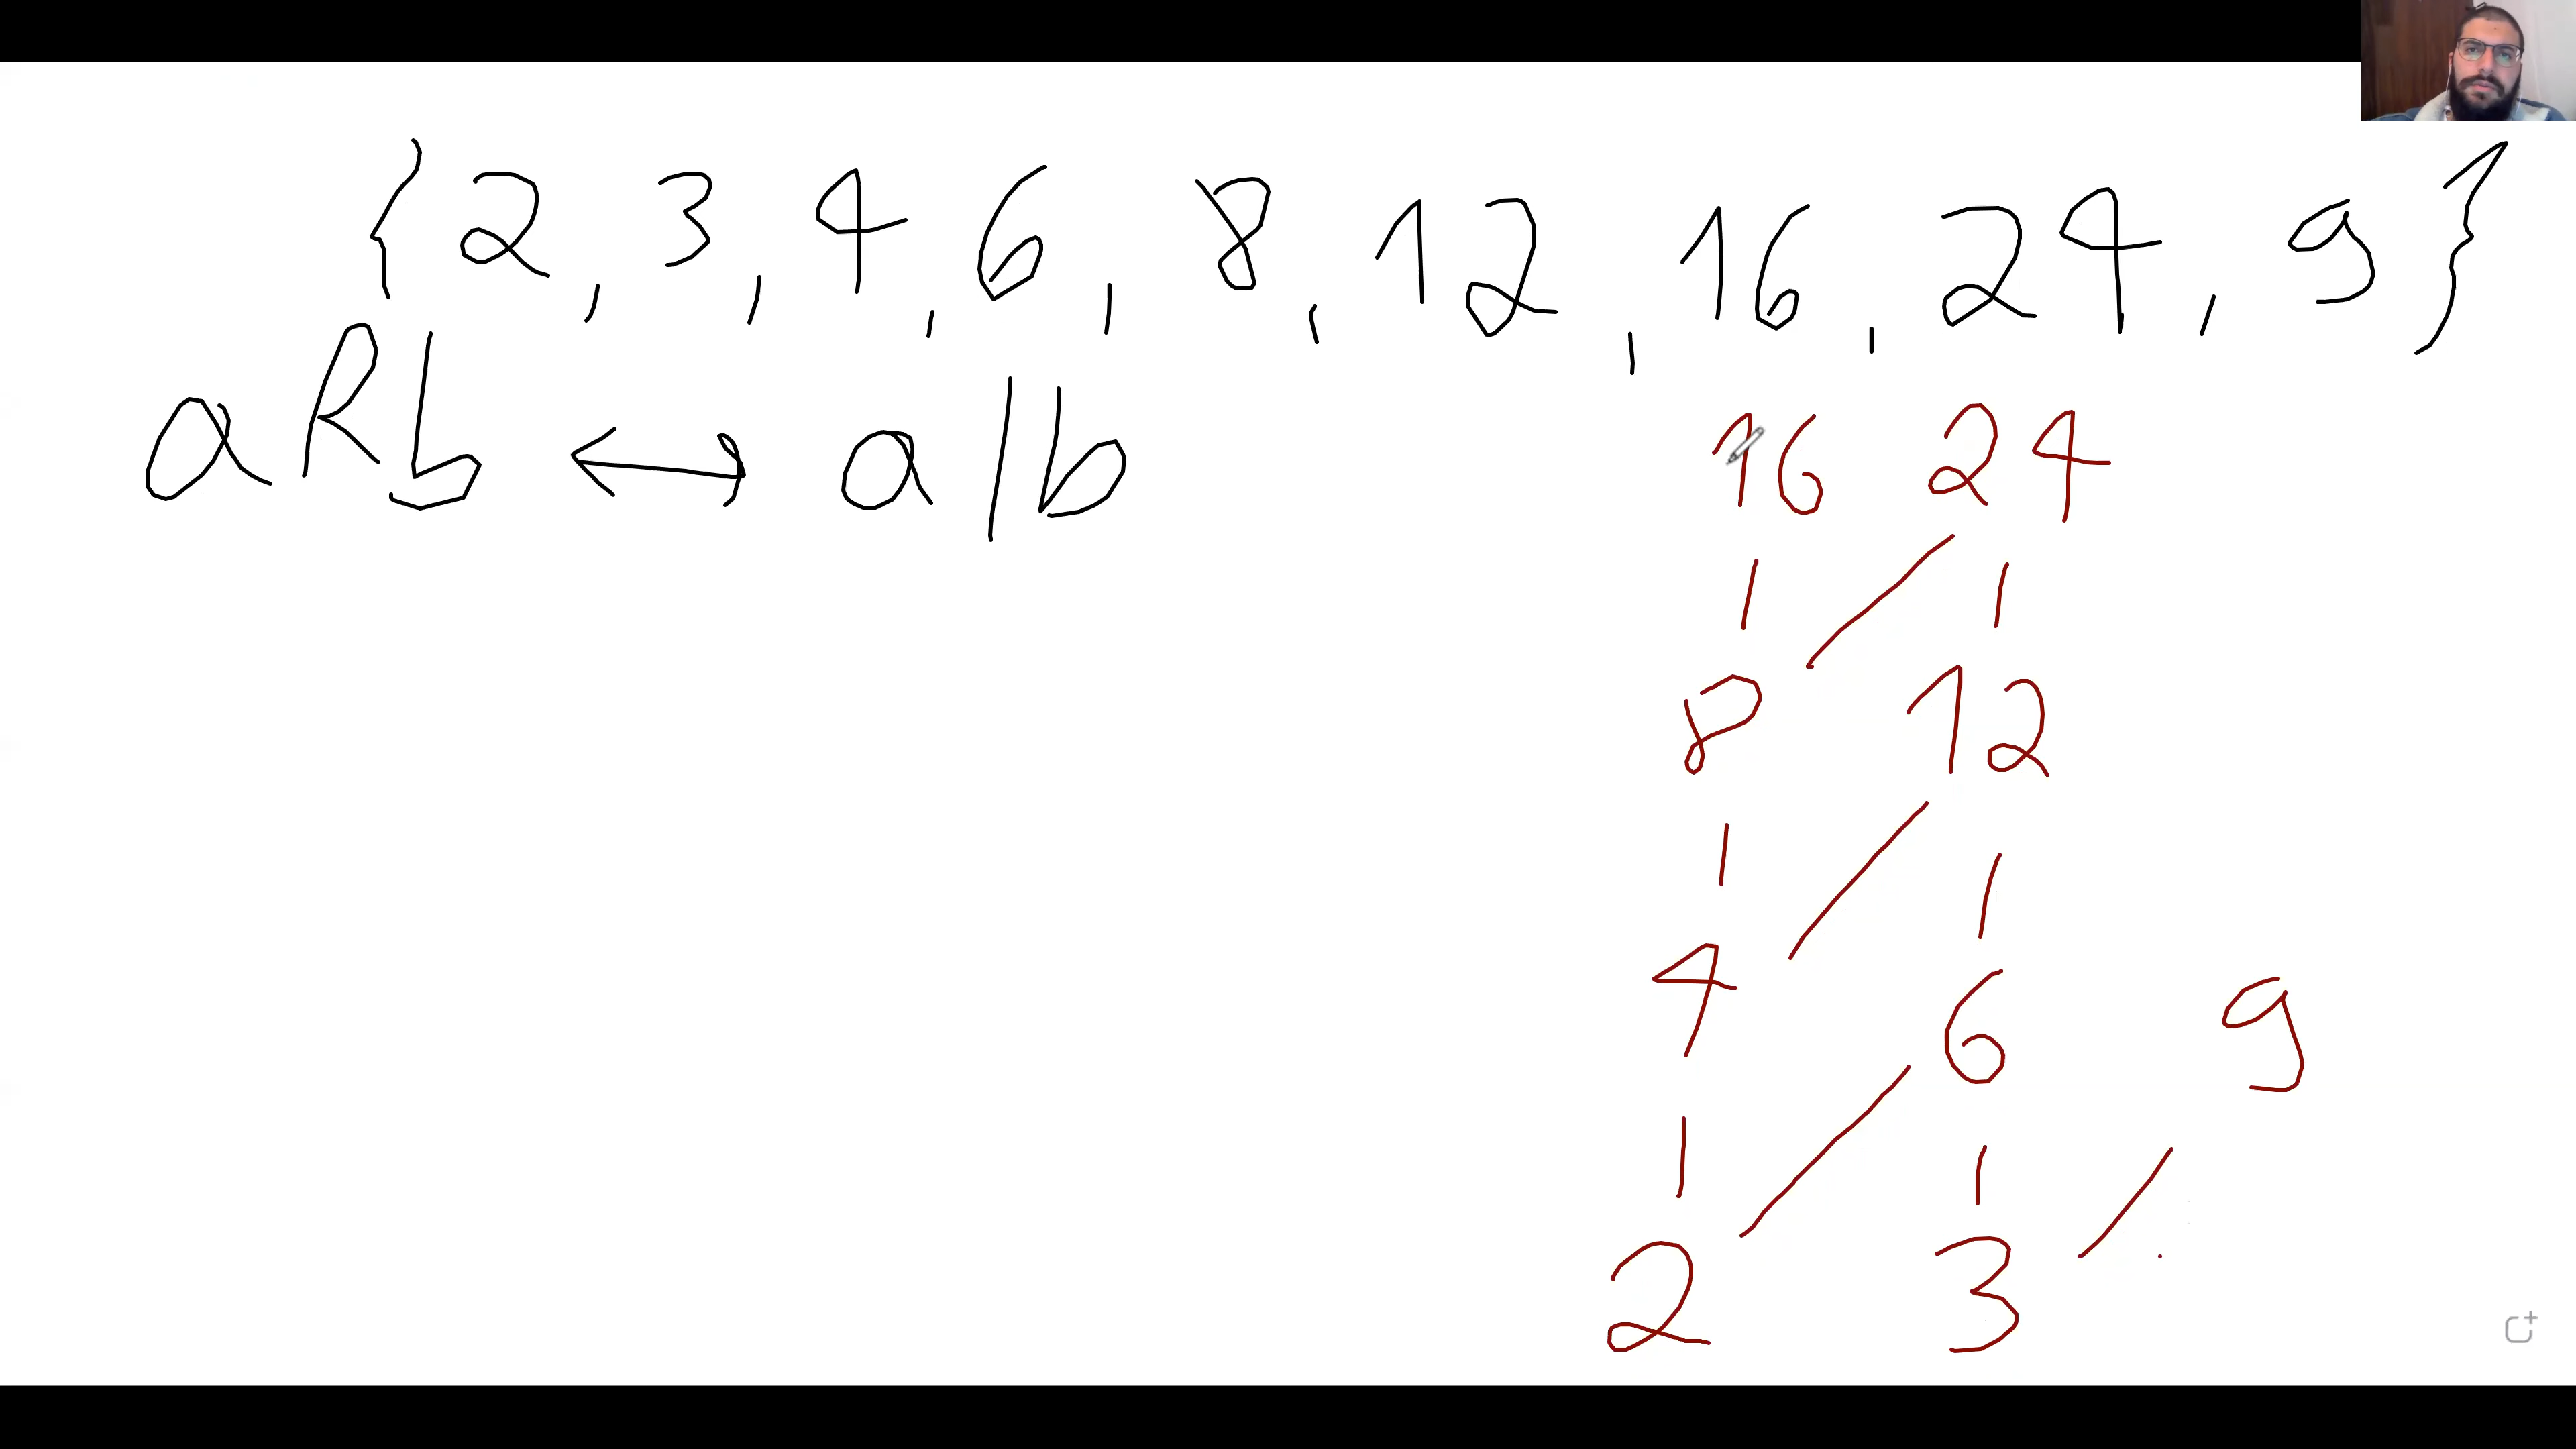 {2, 3, 4, 6, 8, 12, 16, 24, 9}
aRb ↔ a|b
16 24
8 12
4 6 9
2 3